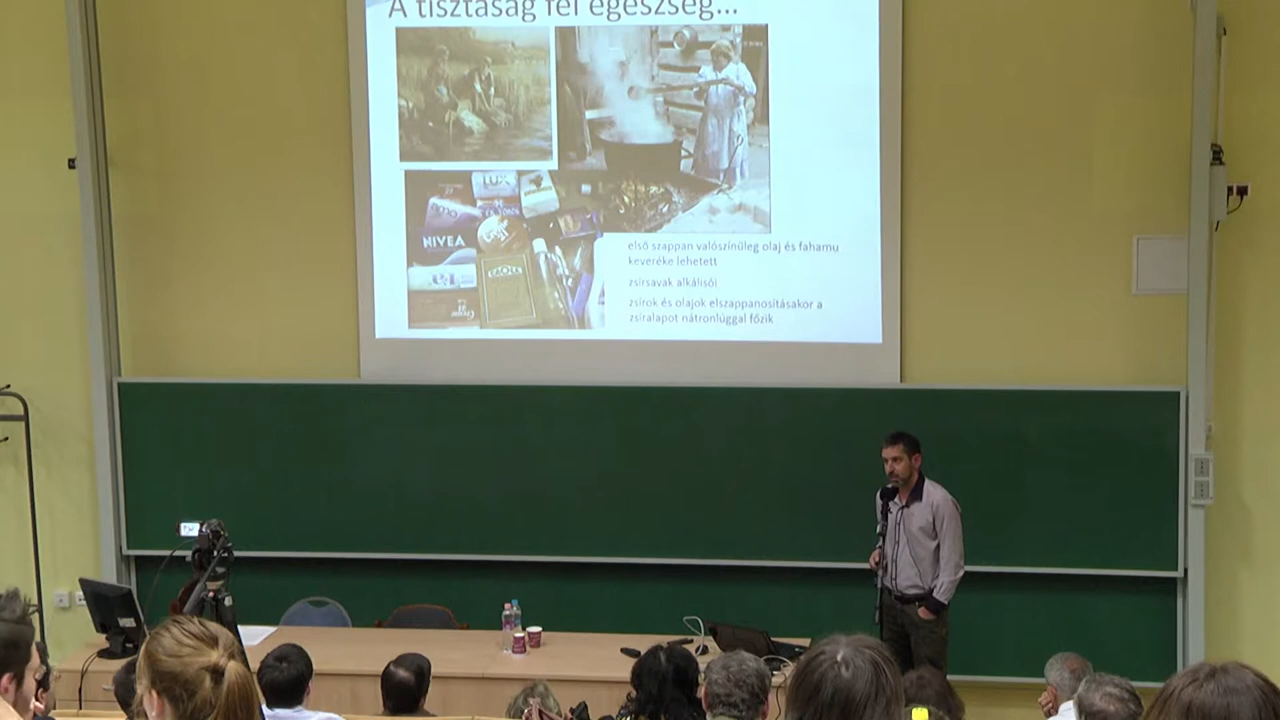 A tisztaság fél egészség...
LUX
NIVEA
első szappan valószínűleg olaj és fahamu
keveréke lehetett
zsírsavak alkálisói
zsírok és olajok elszappanosításakor a
zsíralapot nátronlúggal főzik